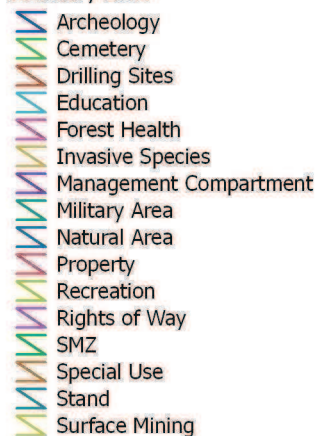 Archeology
Cemetery
Drilling Sites
Education
Forest Health
Invasive Species
Management Compartment
Military Area
Natural Area
Property
Recreation
Rights of Way
SMZ
Special Use
Stand
Surface Mining